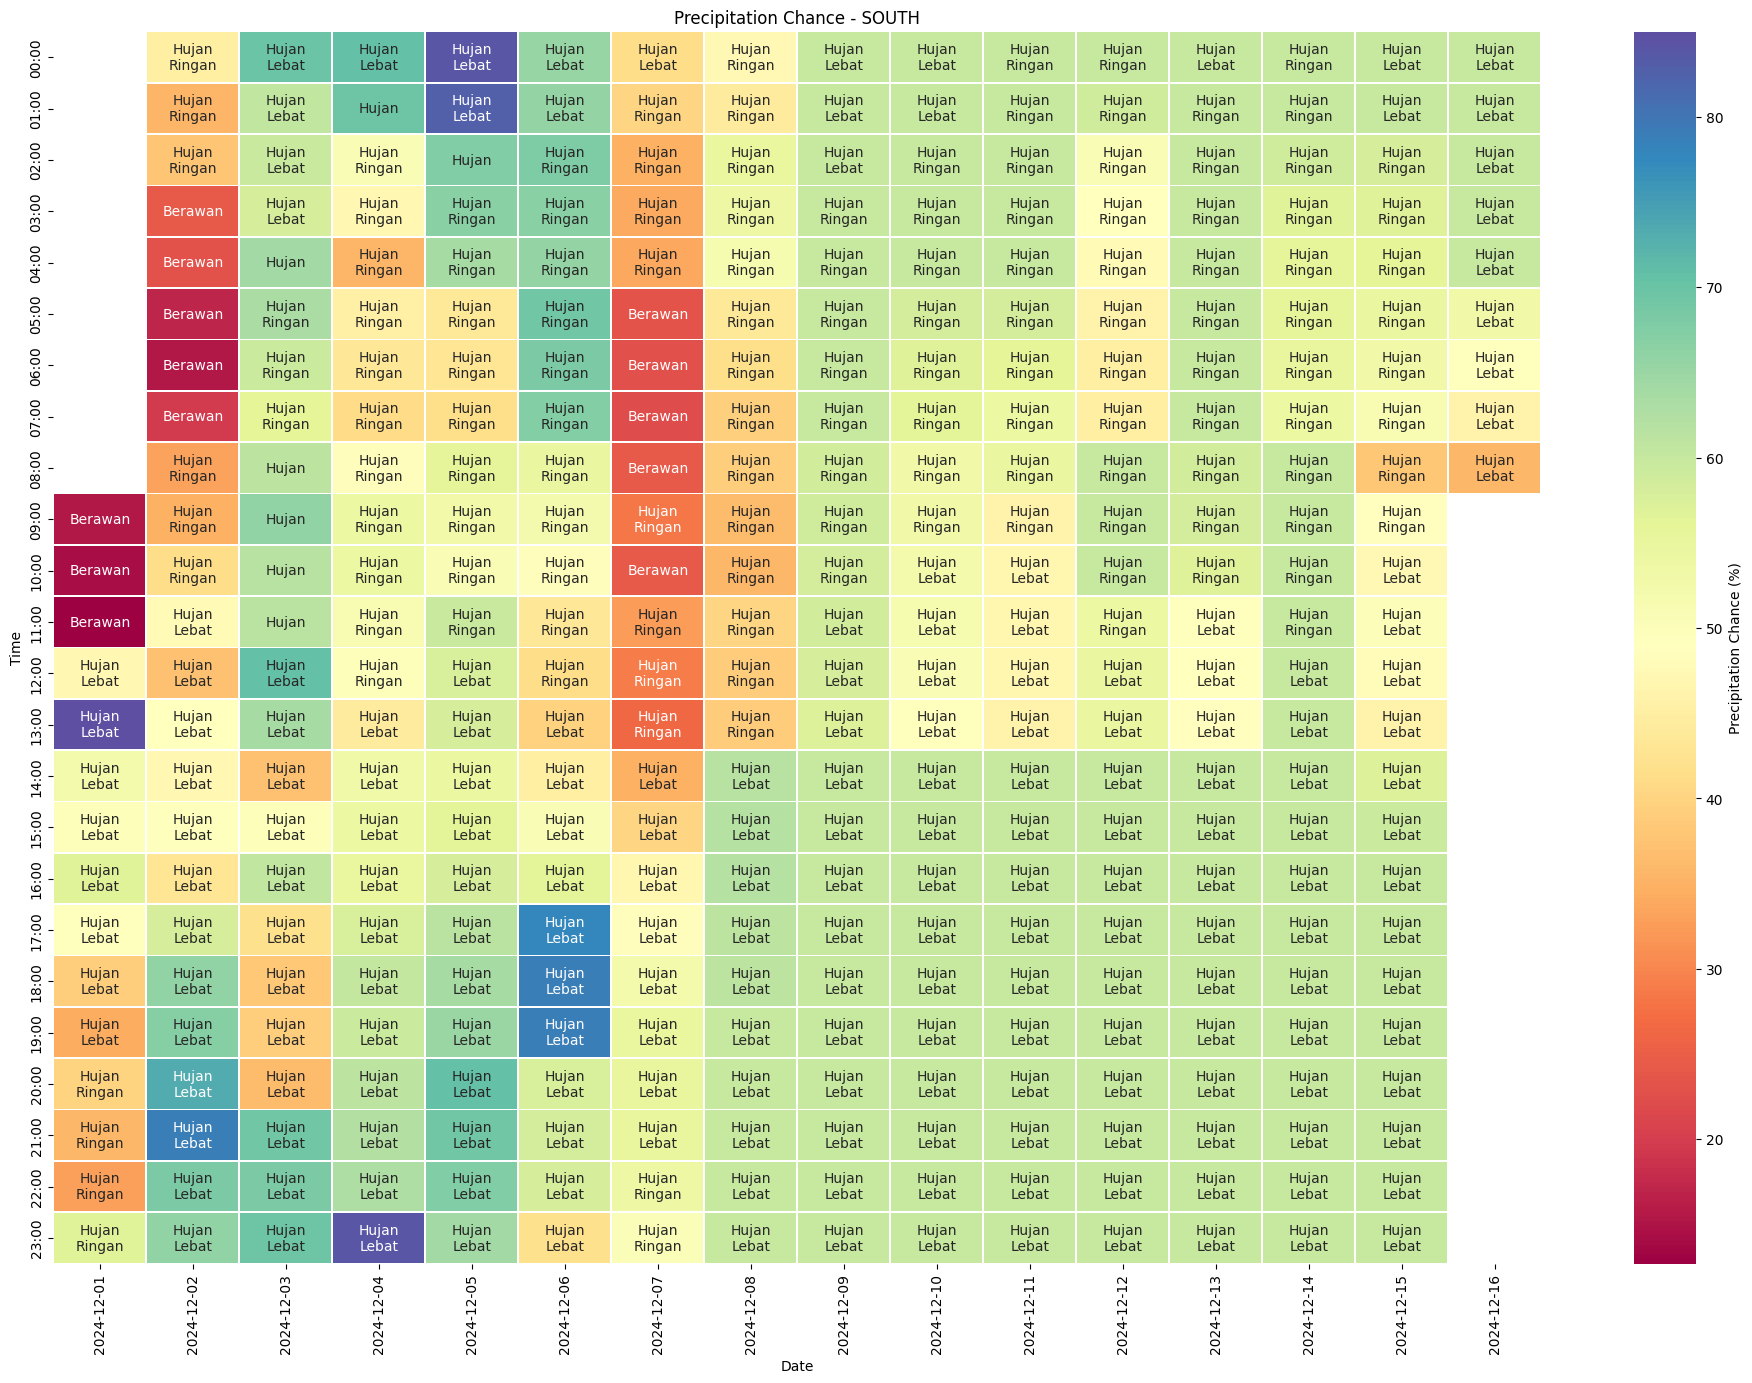 Precipitation Chance - SOUTH
00:00 Hujan Ringan Hujan Lebat Hujan Lebat Hujan Lebat Hujan Lebat Hujan Lebat Hujan Ringan Hujan Lebat Hujan Lebat Hujan Ringan Hujan Ringan Hujan Lebat Hujan Ringan Hujan Lebat Hujan Lebat
01:00 Hujan Ringan Hujan Lebat Hujan Hujan Lebat Hujan Lebat Hujan Ringan Hujan Ringan Hujan Lebat Hujan Lebat Hujan Ringan Hujan Ringan Hujan Ringan Hujan Ringan Hujan Lebat Hujan Lebat
02:00 Hujan Ringan Hujan Lebat Hujan Ringan Hujan Hujan Ringan Hujan Ringan Hujan Ringan Hujan Lebat Hujan Ringan Hujan Ringan Hujan Ringan Hujan Ringan Hujan Ringan Hujan Ringan Hujan Lebat
03:00 Berawan Hujan Lebat Hujan Ringan Hujan Ringan Hujan Ringan Hujan Ringan Hujan Ringan Hujan Ringan Hujan Ringan Hujan Ringan Hujan Ringan Hujan Ringan Hujan Ringan Hujan Ringan Hujan Lebat
04:00 Berawan Hujan Hujan Ringan Hujan Ringan Hujan Ringan Hujan Ringan Hujan Ringan Hujan Ringan Hujan Ringan Hujan Ringan Hujan Ringan Hujan Ringan Hujan Ringan Hujan Ringan Hujan Lebat
05:00 Berawan Hujan Ringan Hujan Ringan Hujan Ringan Hujan Ringan Berawan Hujan Ringan Hujan Ringan Hujan Ringan Hujan Ringan Hujan Ringan Hujan Ringan Hujan Ringan Hujan Ringan Hujan Lebat
06:00 Berawan Hujan Ringan Hujan Ringan Hujan Ringan Hujan Ringan Berawan Hujan Ringan Hujan Ringan Hujan Ringan Hujan Ringan Hujan Ringan Hujan Ringan Hujan Ringan Hujan Ringan Hujan Lebat
07:00 Berawan Hujan Ringan Hujan Ringan Hujan Ringan Hujan Ringan Berawan Hujan Ringan Hujan Ringan Hujan Ringan Hujan Ringan Hujan Ringan Hujan Ringan Hujan Ringan Hujan Ringan Hujan Lebat
08:00 Hujan Ringan Hujan Hujan Ringan Hujan Ringan Hujan Ringan Berawan Hujan Ringan Hujan Ringan Hujan Ringan Hujan Ringan Hujan Ringan Hujan Ringan Hujan Ringan Hujan Ringan Hujan Lebat
09:00 Berawan Hujan Ringan Hujan Hujan Ringan Hujan Ringan Hujan Ringan Hujan Ringan Hujan Ringan Hujan Ringan Hujan Ringan Hujan Ringan Hujan Ringan Hujan Ringan Hujan Ringan Hujan Ringan
10:00 Berawan Hujan Ringan Hujan Hujan Ringan Hujan Ringan Hujan Ringan Berawan Hujan Ringan Hujan Ringan Hujan Lebat Hujan Lebat Hujan Ringan Hujan Ringan Hujan Ringan Hujan Lebat
11:00 Berawan Hujan Lebat Hujan Hujan Ringan Hujan Ringan Hujan Ringan Hujan Ringan Hujan Ringan Hujan Lebat Hujan Lebat Hujan Lebat Hujan Ringan Hujan Lebat Hujan Ringan Hujan Lebat
12:00 Hujan Lebat Hujan Lebat Hujan Lebat Hujan Ringan Hujan Lebat Hujan Ringan Hujan Ringan Hujan Ringan Hujan Lebat Hujan Lebat Hujan Lebat Hujan Lebat Hujan Lebat Hujan Lebat Hujan Lebat
13:00 Hujan Lebat Hujan Lebat Hujan Lebat Hujan Lebat Hujan Lebat Hujan Lebat Hujan Ringan Hujan Ringan Hujan Lebat Hujan Lebat Hujan Lebat Hujan Lebat Hujan Lebat Hujan Lebat Hujan Lebat
14:00 Hujan Lebat Hujan Lebat Hujan Lebat Hujan Lebat Hujan Lebat Hujan Lebat Hujan Lebat Hujan Lebat Hujan Lebat Hujan Lebat Hujan Lebat Hujan Lebat Hujan Lebat Hujan Lebat Hujan Lebat
15:00 Hujan Lebat Hujan Lebat Hujan Lebat Hujan Lebat Hujan Lebat Hujan Lebat Hujan Lebat Hujan Lebat Hujan Lebat Hujan Lebat Hujan Lebat Hujan Lebat Hujan Lebat Hujan Lebat Hujan Lebat
16:00 Hujan Lebat Hujan Lebat Hujan Lebat Hujan Lebat Hujan Lebat Hujan Lebat Hujan Lebat Hujan Lebat Hujan Lebat Hujan Lebat Hujan Lebat Hujan Lebat Hujan Lebat Hujan Lebat Hujan Lebat
17:00 Hujan Lebat Hujan Lebat Hujan Lebat Hujan Lebat Hujan Lebat Hujan Lebat Hujan Lebat Hujan Lebat Hujan Lebat Hujan Lebat Hujan Lebat Hujan Lebat Hujan Lebat Hujan Lebat Hujan Lebat
18:00 Hujan Lebat Hujan Lebat Hujan Lebat Hujan Lebat Hujan Lebat Hujan Lebat Hujan Lebat Hujan Lebat Hujan Lebat Hujan Lebat Hujan Lebat Hujan Lebat Hujan Lebat Hujan Lebat Hujan Lebat
19:00 Hujan Lebat Hujan Lebat Hujan Lebat Hujan Lebat Hujan Lebat Hujan Lebat Hujan Lebat Hujan Lebat Hujan Lebat Hujan Lebat Hujan Lebat Hujan Lebat Hujan Lebat Hujan Lebat Hujan Lebat
20:00 Hujan Ringan Hujan Lebat Hujan Lebat Hujan Lebat Hujan Lebat Hujan Lebat Hujan Lebat Hujan Lebat Hujan Lebat Hujan Lebat Hujan Lebat Hujan Lebat Hujan Lebat Hujan Lebat Hujan Lebat
21:00 Hujan Ringan Hujan Lebat Hujan Lebat Hujan Lebat Hujan Lebat Hujan Lebat Hujan Lebat Hujan Lebat Hujan Lebat Hujan Lebat Hujan Lebat Hujan Lebat Hujan Lebat Hujan Lebat Hujan Lebat
22:00 Hujan Ringan Hujan Lebat Hujan Lebat Hujan Lebat Hujan Lebat Hujan Lebat Hujan Ringan Hujan Lebat Hujan Lebat Hujan Lebat Hujan Lebat Hujan Lebat Hujan Lebat Hujan Lebat Hujan Lebat
23:00 Hujan Ringan Hujan Lebat Hujan Lebat Hujan Lebat Hujan Lebat Hujan Lebat Hujan Ringan Hujan Lebat Hujan Lebat Hujan Lebat Hujan Lebat Hujan Lebat Hujan Lebat Hujan Lebat Hujan Lebat
Time
2024-12-01 2024-12-02 2024-12-03 2024-12-04 2024-12-05 2024-12-06 2024-12-07 2024-12-08 2024-12-09 2024-12-10 2024-12-11 2024-12-12 2024-12-13 2024-12-14 2024-12-15 2024-12-16
Date
80
70
60
50
40
30
20
Precipitation Chance (%)